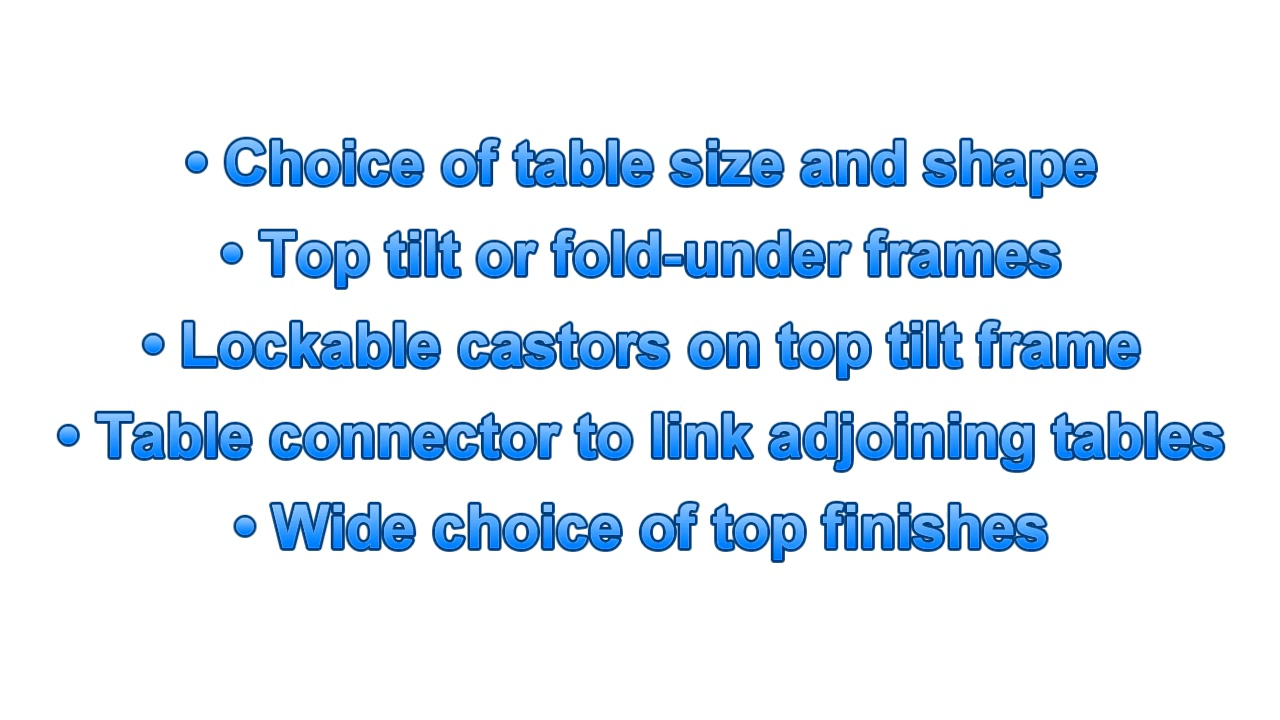 • Choice of table size and shape
• Top tilt or fold-under frames
• Lockable castors on top tilt frame
• Table connector to link adjoining tables
• Wide choice of top finishes